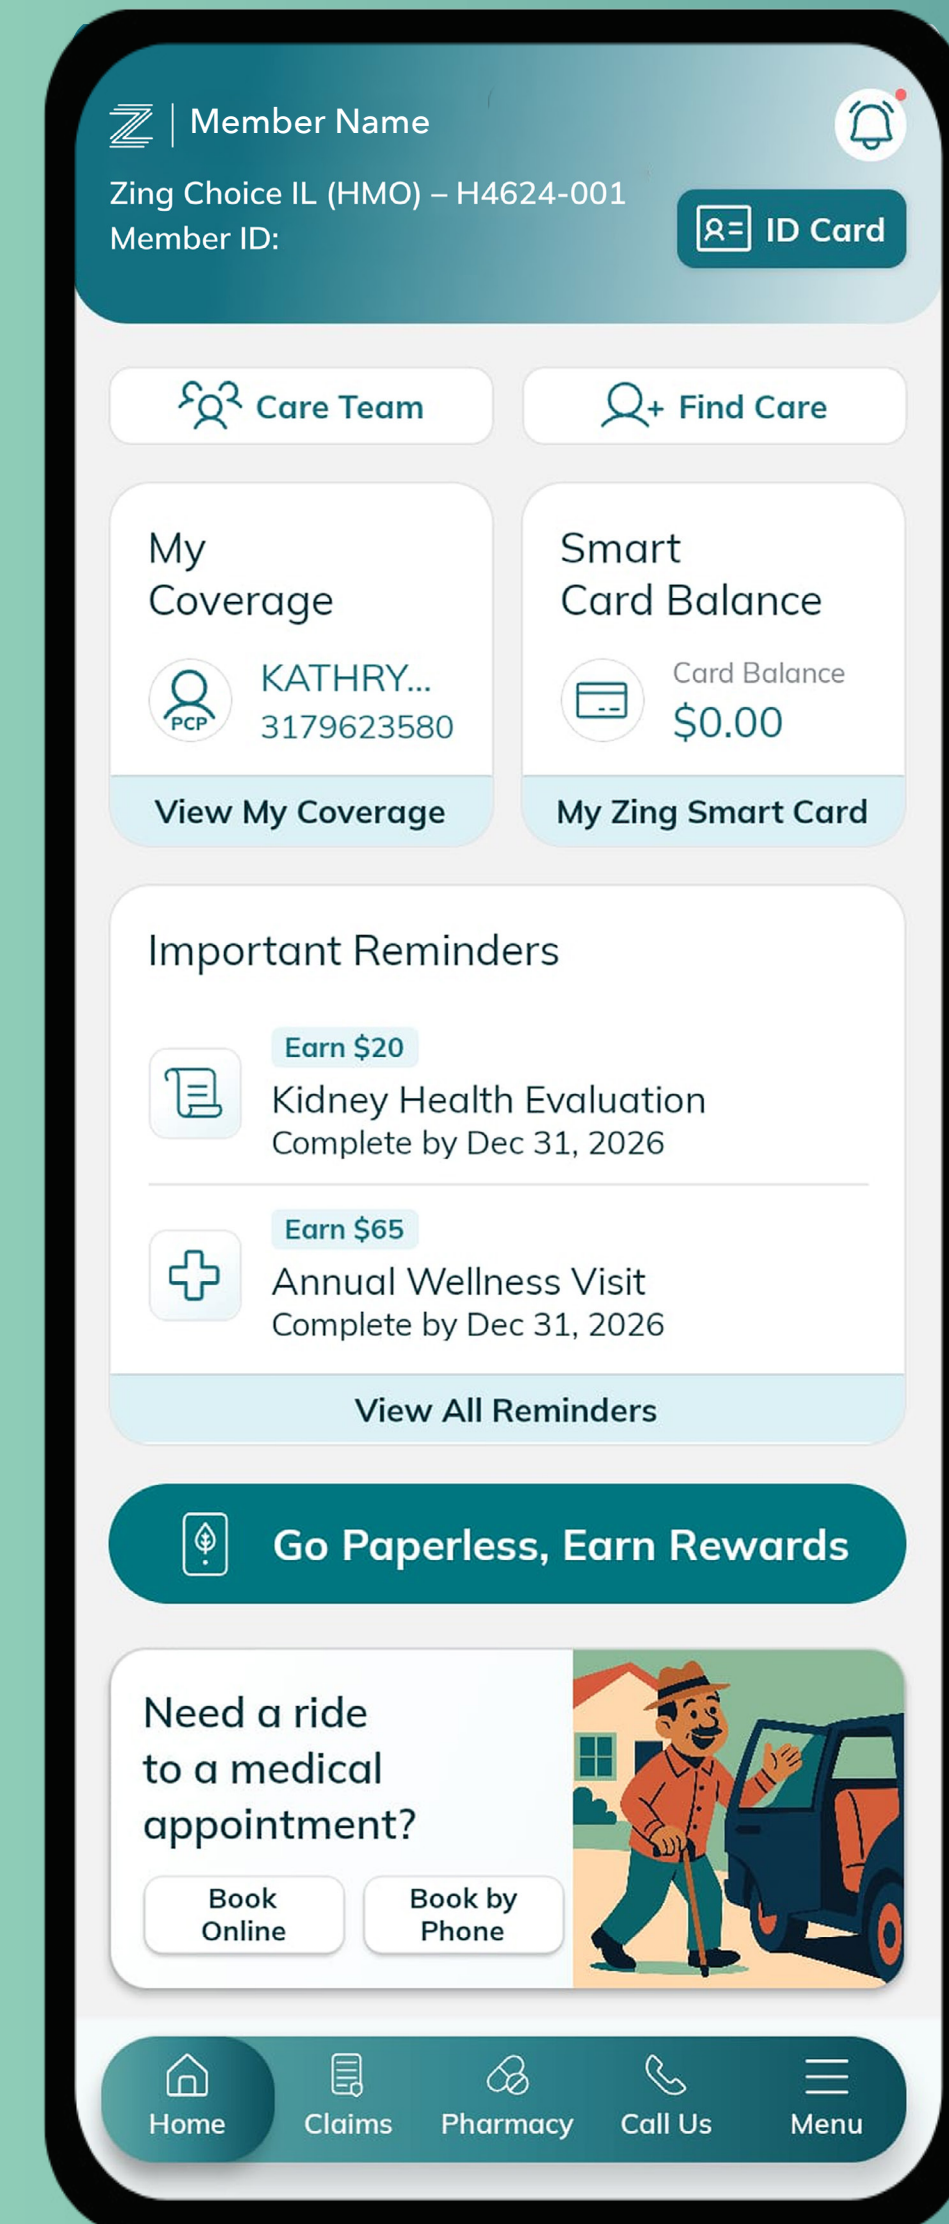 Member Name
Zing Choice IL (HMO) – H4624-001
Member ID:
ID Card
Care Team
Find Care
My
Coverage
PCP
KATHRY...
3179623580
View My Coverage
Smart
Card Balance
Card Balance
$0.00
My Zing Smart Card
Important Reminders
Earn $20
Kidney Health Evaluation
Complete by Dec 31, 2026
Earn $65
Annual Wellness Visit
Complete by Dec 31, 2026
View All Reminders
Go Paperless, Earn Rewards
Need a ride
to a medical
appointment?
Book
Online
Book by
Phone
Home
Claims
Pharmacy
Call Us
Menu